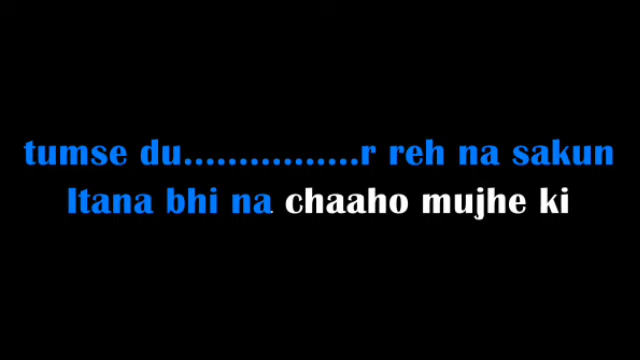 tumse du................r reh na sakun
Itana bhi na chaaho mujhe ki